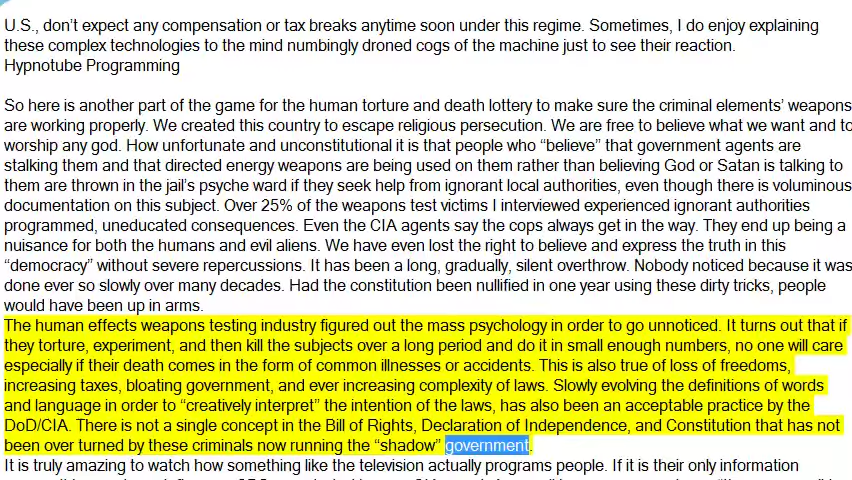 U.S., don’t expect any compensation or tax breaks anytime soon under this regime. Sometimes, I do enjoy explaining
these complex technologies to the mind numbingly droned cogs of the machine just to see their reaction.
Hypnotube Programming
So here is another part of the game for the human torture and death lottery to make sure the criminal elements’ weapons
are working properly. We created this country to escape religious persecution. We are free to believe what we want and to
worship any god. How unfortunate and unconstitutional it is that people who “believe” that government agents are
stalking them and that directed energy weapons are being used on them rather than believing God or Satan is talking to
them are thrown in the jail’s psyche ward if they seek help from ignorant local authorities, even though there is voluminous
documentation on this subject. Over 25% of the weapons test victims I interviewed experienced ignorant authorities
programmed, uneducated consequences. Even the CIA agents say the cops always get in the way. They end up being a
nuisance for both the humans and evil aliens. We have even lost the right to believe and express the truth in this
“democracy” without severe repercussions. It has been a long, gradually, silent overthrow. Nobody noticed because it was
done ever so slowly over many decades. Had the constitution been nullified in one year using these dirty tricks, people
would have been up in arms.
The human effects weapons testing industry figured out the mass psychology in order to go unnoticed. It turns out that if
they torture, experiment, and then kill the subjects over a long period and do it in small enough numbers, no one will care
especially if their death comes in the form of common illnesses or accidents. This is also true of loss of freedoms,
increasing taxes, bloating government, and ever increasing complexity of laws. Slowly evolving the definitions of words
and language in order to “creatively interpret” the intention of the laws, has also been an acceptable practice by the
DoD/CIA. There is not a single concept in the Bill of Rights, Declaration of Independence, and Constitution that has not
been over turned by these criminals now running the “shadow” government.
It is truly amazing to watch how something like the television actually programs people. If it is their only information